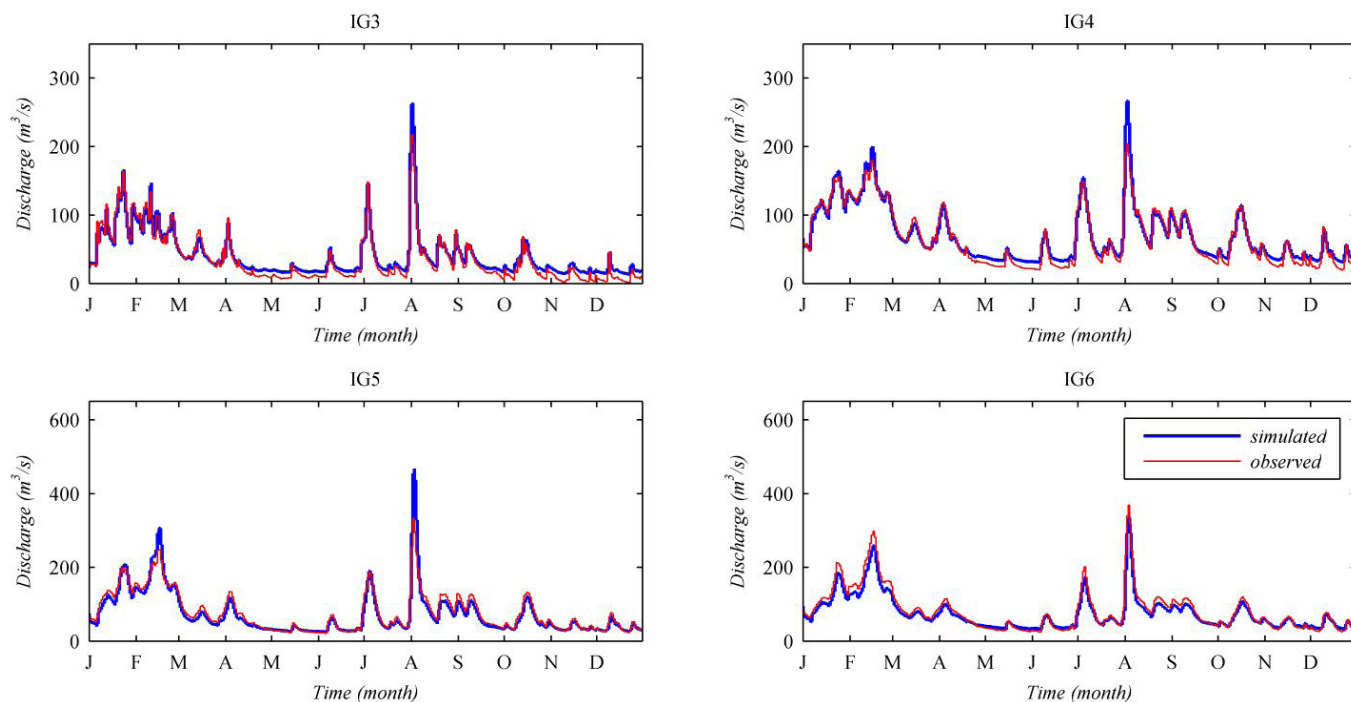 IG3
300
200
100
0
Discharge (m³/s)
J F M A M J J A S O N D
Time (month)
IG4
300
200
100
0
Discharge (m³/s)
J F M A M J J A S O N D
Time (month)
IG5
600
400
200
0
Discharge (m³/s)
J F M A M J J A S O N D
Time (month)
IG6
600
400
200
0
Discharge (m³/s)
simulated
observed
J F M A M J J A S O N D
Time (month)